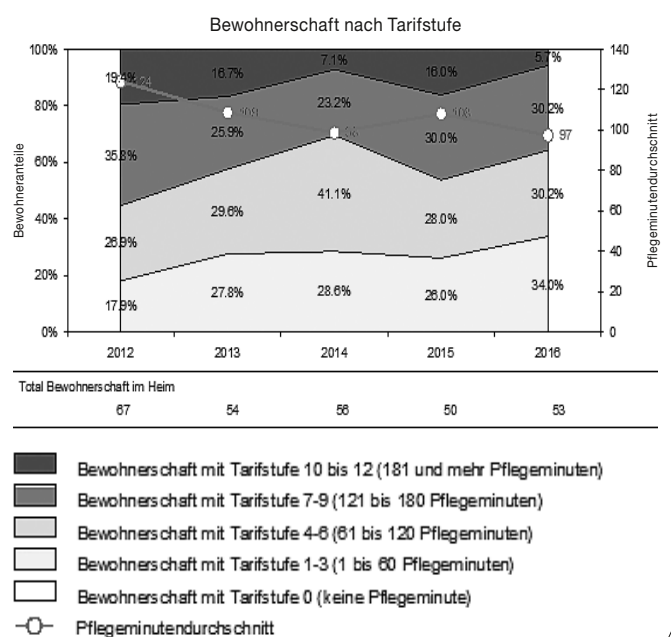 Bewohnerschaft nach Tarifstufe
100% 140
7.1% 5.7%
19.4% 16.7% 16.0%
80% 120
124 109 108
23.2% 30.2%
35.8% 25.9% 30.0% 97 100
60% 80
41.1% 30.2%
40% 60
26.9% 29.6% 28.0%
20% 40
17.9% 27.8% 28.6% 26.0% 34.0% 20
0% 0
Bewohneranteile
Pflegeminutendurchschnitt
2012 2013 2014 2015 2016
Total Bewohnerschaft im Heim
67 54 56 50 53
Bewohnerschaft mit Tarifstufe 10 bis 12 (181 und mehr Pflegeminuten)
Bewohnerschaft mit Tarifstufe 7-9 (121 bis 180 Pflegeminuten)
Bewohnerschaft mit Tarifstufe 4-6 (61 bis 120 Pflegeminuten)
Bewohnerschaft mit Tarifstufe 1-3 (1 bis 60 Pflegeminuten)
Bewohnerschaft mit Tarifstufe 0 (keine Pflegeminute)
Pflegeminutendurchschnitt